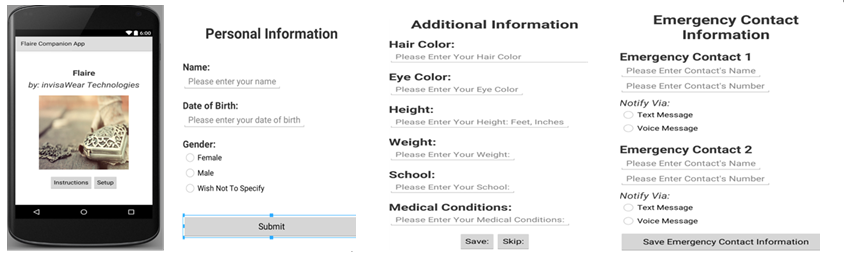 6:00
Flaire Companion App
Flaire
by: invisaWear Technologies
Instructions
Setup
Personal Information
Name:
Please enter your name
Date of Birth:
Please enter your date of birth
Gender:
Female
Male
Wish Not To Specify
Submit
Additional Information
Hair Color:
Please Enter Your Hair Color
Eye Color:
Please Enter Your Eye Color
Height:
Please Enter Your Height: Feet, Inches
Weight:
Please Enter Your Weight:
School:
Please Enter Your School:
Medical Conditions:
Please Enter Your Medical Conditions:
Save:
Skip:
Emergency Contact
Information
Emergency Contact 1
Please Enter Contact's Name
Please Enter Contact's Number
Notify Via:
Text Message
Voice Message
Emergency Contact 2
Please Enter Contact's Name
Please Enter Contact's Number
Notify Via:
Text Message
Voice Message
Save Emergency Contact Information